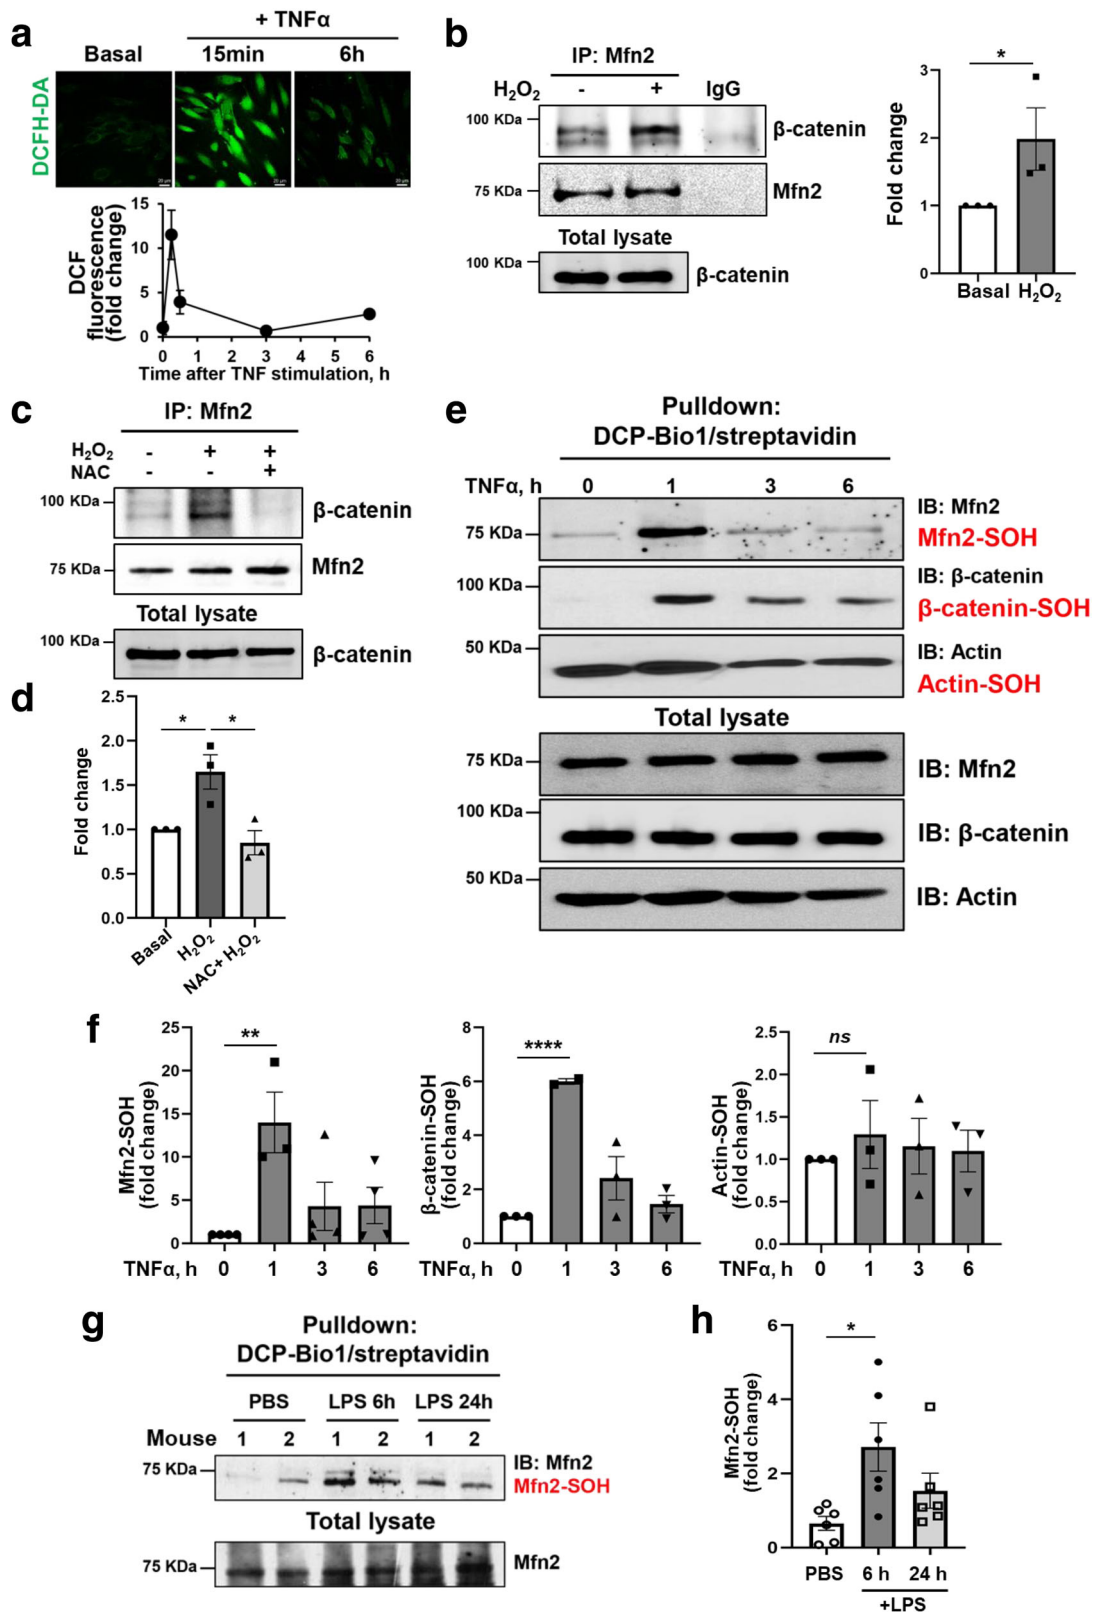 a
+ TNFα
Basal 15min 6h
DCFH-DA
20 µm 20 µm 20 µm
DCF
fluorescence
(fold change)
15
10
5
0
0 1 2 3 4 5 6
Time after TNF stimulation, h
b
IP: Mfn2
H₂O₂ - + IgG
100 KDa
β-catenin
75 KDa
Mfn2
Total lysate
100 KDa
β-catenin
Fold change
3
2
1
0
*
Basal H₂O₂
c
IP: Mfn2
H₂O₂ - + +
NAC - - +
100 KDa
β-catenin
75 KDa
Mfn2
Total lysate
100 KDa
β-catenin
d
Fold change
2.5
2.0
1.5
1.0
0.5
0.0
* *
Basal
H₂O₂
NAC+ H₂O₂
e
Pulldown:
DCP-Bio1/streptavidin
TNFα, h 0 1 3 6
75 KDa
IB: Mfn2
Mfn2-SOH
100 KDa
IB: β-catenin
β-catenin-SOH
50 KDa
IB: Actin
Actin-SOH
Total lysate
75 KDa
IB: Mfn2
100 KDa
IB: β-catenin
50 KDa
IB: Actin
f
Mfn2-SOH
(fold change)
25
20
15
10
5
0
**
TNFα, h 0 1 3 6
β-catenin-SOH
(fold change)
8
6
4
2
0
****
TNFα, h 0 1 3 6
Actin-SOH
(fold change)
2.5
2.0
1.5
1.0
0.5
0.0
ns
TNFα, h 0 1 3 6
g
Pulldown:
DCP-Bio1/streptavidin
PBS LPS 6h LPS 24h
Mouse 1 2 1 2 1 2
75 KDa
IB: Mfn2
Mfn2-SOH
Total lysate
75 KDa
Mfn2
h
Mfn2-SOH
(fold change)
6
4
2
0
*
PBS 6 h 24 h
+LPS